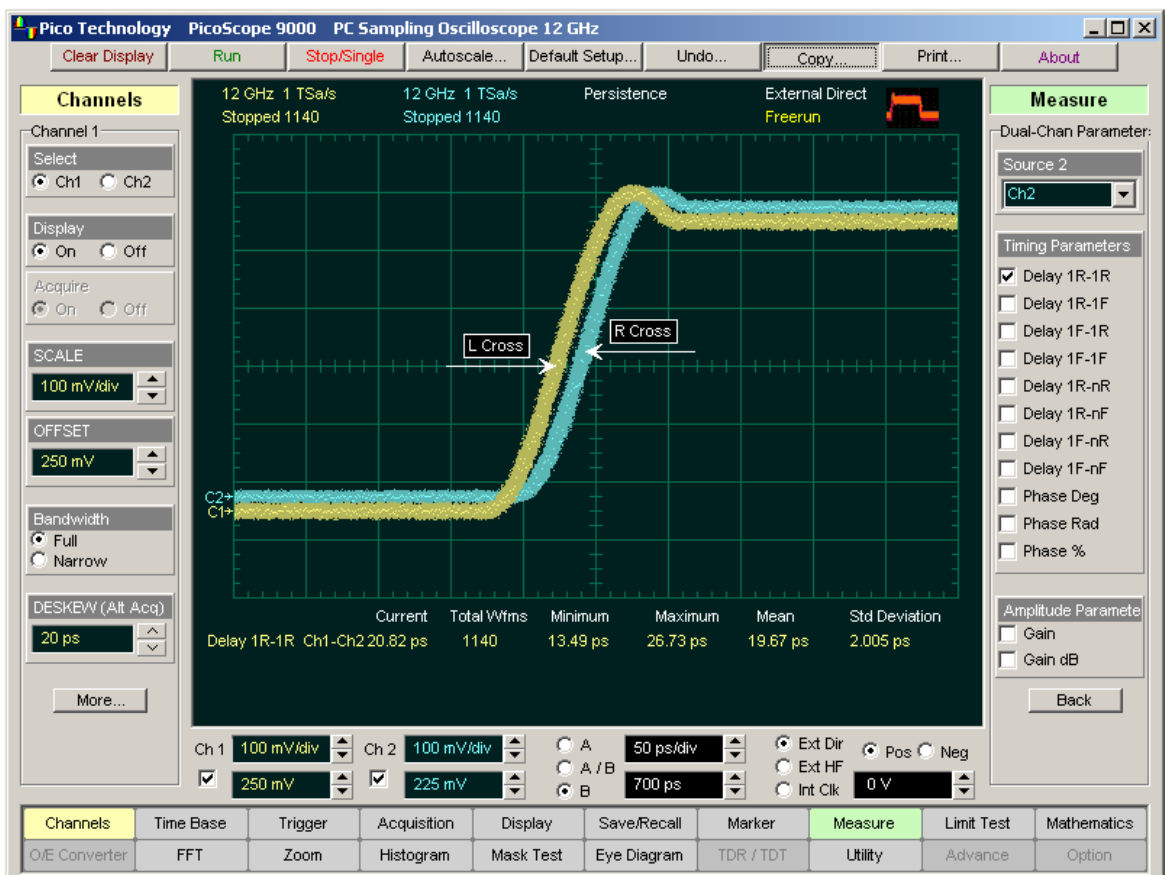 Pico Technology PicoScope 9000 PC Sampling Oscilloscope 12 GHz
Clear Display Run Stop/Single Autoscale... Default Setup... Undo... Copy... Print... About
Channels
Channel 1
Select
Ch1 Ch2
Display
On Off
Acquire
On Off
SCALE
100 mV/div
OFFSET
250 mV
Bandwidth
Full
Narrow
DESKEW (Alt Acq)
20 ps
More...
12 GHz 1 TSa/s 12 GHz 1 TSa/s Persistence External Direct
Stopped 1140 Stopped 1140 Freerun
R Cross
L Cross
C2
C1
Current Total Wfms Minimum Maximum Mean Std Deviation
Delay 1R-1R Ch1-Ch2 20.82 ps 1140 13.49 ps 26.73 ps 19.67 ps 2.005 ps
Measure
Dual-Chan Parameter:
Source 2
Ch2
Timing Parameters
Delay 1R-1R
Delay 1R-1F
Delay 1F-1R
Delay 1F-1F
Delay 1R-nR
Delay 1R-nF
Delay 1F-nR
Delay 1F-nF
Phase Deg
Phase Rad
Phase %
Amplitude Paramete
Gain
Gain dB
Back
Ch 1 100 mV/div Ch 2 100 mV/div A 50 ps/div Ext Dir Pos Neg
A / B Ext HF
250 mV 225 mV B 700 ps Int Clk 0 V
Channels Time Base Trigger Acquisition Display Save/Recall Marker Measure Limit Test Mathematics
O/E Converter FFT Zoom Histogram Mask Test Eye Diagram TDR / TDT Utility Advance Option